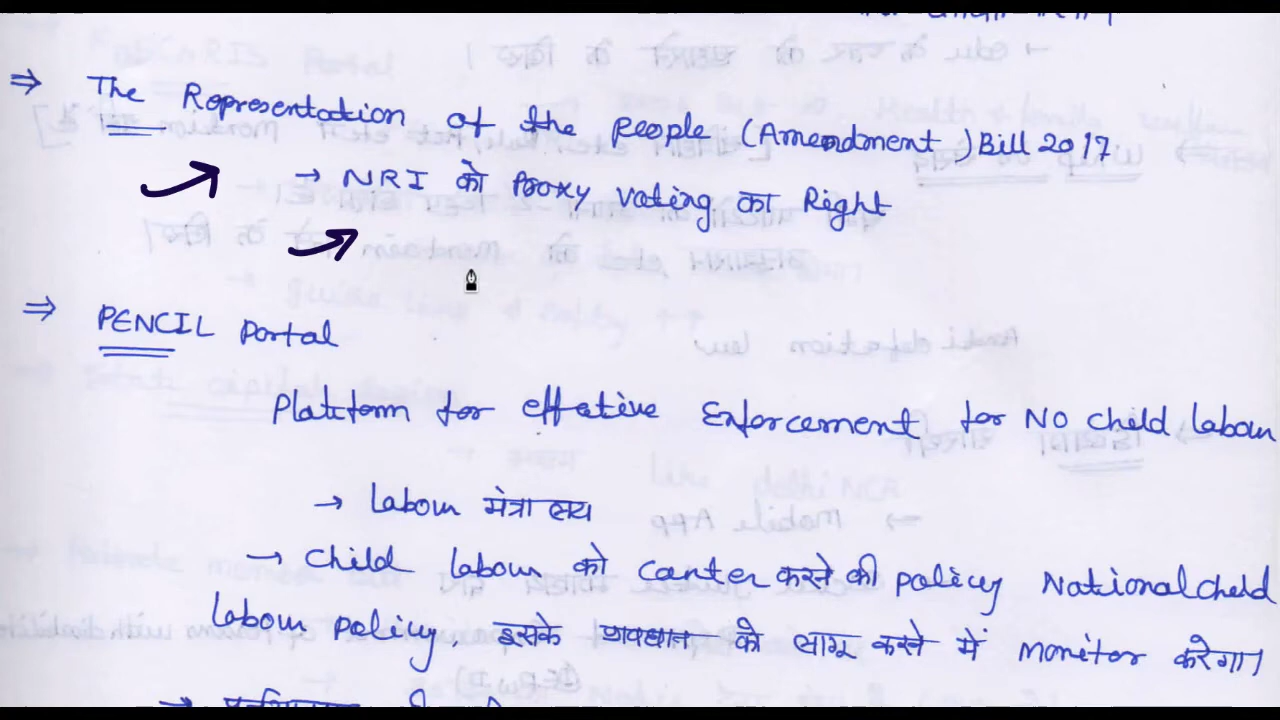 ⇒ The Representation of the people (Amendment) Bill 2017
→ NRI को Proxy voting का Right
⇒ PENCIL Portal
Platform for effective Enforcement for No child labour
→ labour मंत्रालय
→ child labour को canter करने की policy National child
labour policy. इसके प्रावधान को लागू करने में monitor करेगा।